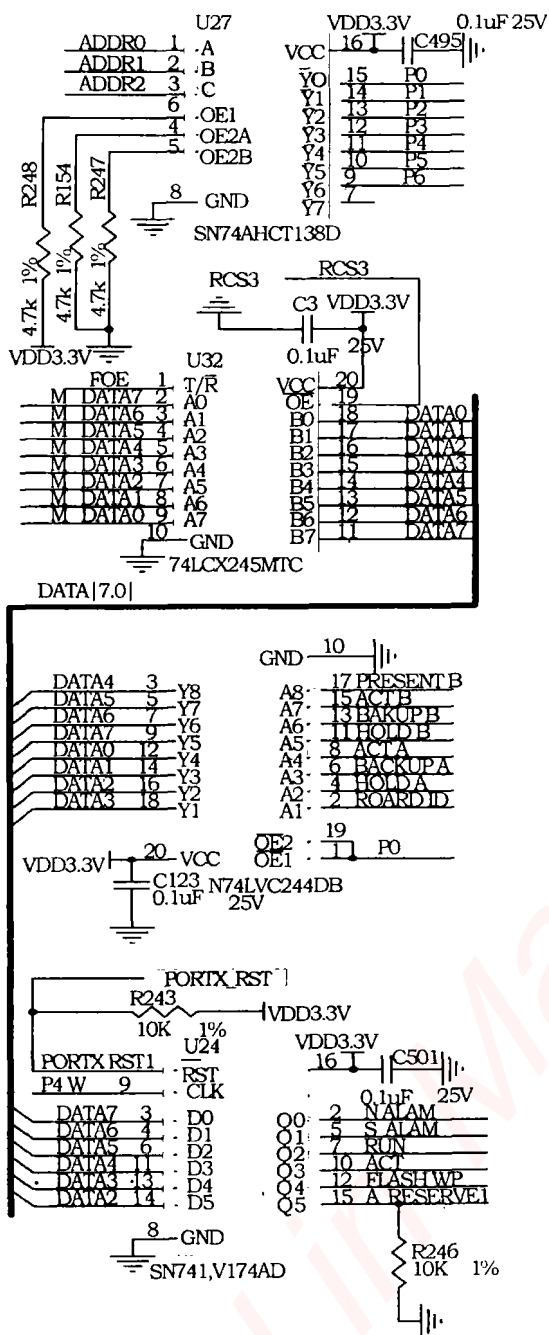 U27
VDD3.3V
0.1uF 25V
ADDR0 1 A
VCC 16 C495
ADDR1 2 B
Y0 15 P0
ADDR2 3 C
Y1 14 P1
6 OE1
Y2 13 P2
4 OE2A
Y3 12 P3
5 OE2B
Y4 11 P4
Y5 10 P5
Y6 9 P6
8 GND
Y7 7
SN74AHCT138D
R248
R154
R247
4.7k 1%
4.7k 1%
4.7k 1%
VDD3.3V
RCS3
RCS3
C3
VDD3.3V
0.1uF
25V
U32
FOE 1 T/R
VCC 20
M DATA7 2 A0
OE 19
M DATA6 3 A1
B0 18 DATA0
M DATA5 4 A2
B1 17 DATA1
M DATA4 5 A3
B2 16 DATA2
M DATA3 6 A4
B3 15 DATA3
M DATA2 7 A5
B4 14 DATA4
M DATA1 8 A6
B5 13 DATA5
M DATA0 9 A7
B6 12 DATA6
10 GND
B7 11 DATA7
74LCX245MTC
DATA|7.0|
GND 10
DATA4 3 Y8
A8 17 PRESENT B
DATA5 5 Y7
A7 15 ACT B
DATA6 7 Y6
A6 13 BAKUP B
DATA7 9 Y5
A5 11 HOLD B
DATA0 12 Y4
A4 8 ACT A
DATA1 14 Y3
A3 6 BACKUP A
DATA2 16 Y2
A2 4 HOLD A
DATA3 18 Y1
A1 2 ROARD ID
OE2 19
OE1 1 P0
VDD3.3V 20 VCC
C123 N74LVC244DB
0.1uF 25V
PORTX_RST
R243
10K 1%
VDD3.3V
U24
VDD3.3V
PORTX RST1 RST
16 C501
P4 W 9 CLK
0.1uF 25V
DATA7 3 D0
Q0 2 N ALAM
DATA6 4 D1
Q1 5 S ALAM
DATA5 6 D2
Q2 7 RUN
DATA4 11 D3
Q3 10 ACT
DATA3 13 D4
Q4 12 FLASH WP
DATA2 14 D5
Q5 15 A RESERVE1
8 GND
SN741,V174AD
R246
10K 1%